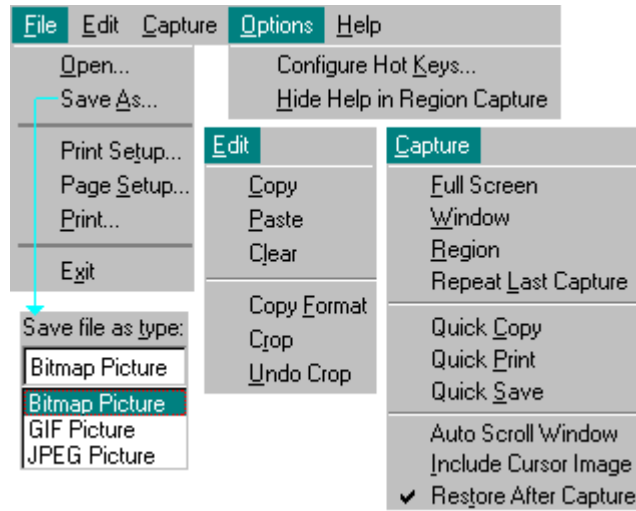 File Edit Capture Options Help
Open...
Save As...
Print Setup...
Page Setup...
Print...
Exit
Configure Hot Keys...
Hide Help in Region Capture
Edit
Copy
Paste
Clear
Copy Format
Crop
Undo Crop
Capture
Full Screen
Window
Region
Repeat Last Capture
Quick Copy
Quick Print
Quick Save
Auto Scroll Window
Include Cursor Image
Restore After Capture
Save file as type:
Bitmap Picture
Bitmap Picture
GIF Picture
JPEG Picture